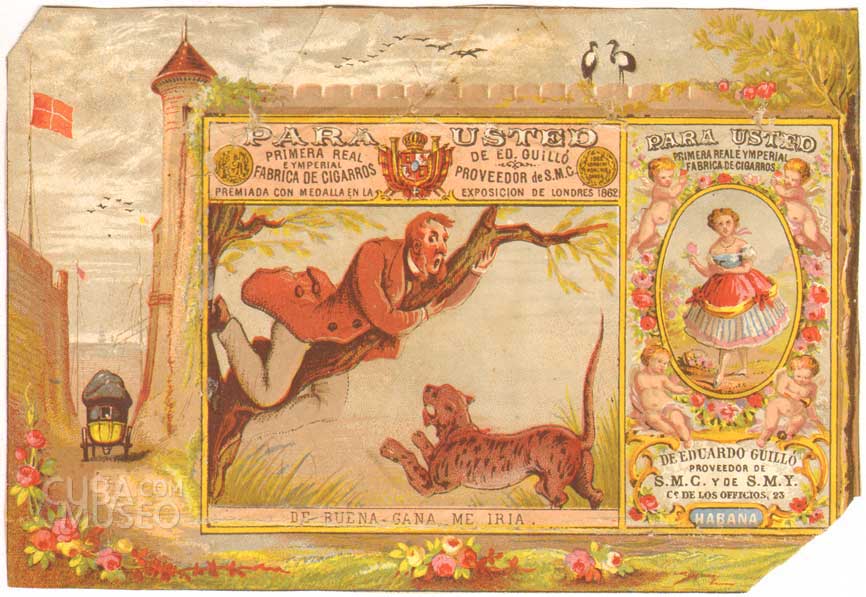 PARA USTED
PRIMERA REAL
E YMPERIAL
FABRICA DE CIGARROS
DE ED. GUILLÓ
PROVEEDOR de S.M.C.
PREMIADA CON MEDALLA EN LA EXPOSICION DE LONDRES 1862
DE BUENA GANA ME IRIA.
PARA USTED
PRIMERA REAL E YMPERIAL
FABRICA DE CIGARROS
DE EDUARDO GUILLÓ
PROVEEDOR DE
S.M.C. Y DE S.M.Y.
Ce. DE LOS OFFICIOS, 23
HABANA
CUBA.COM
MUSEO